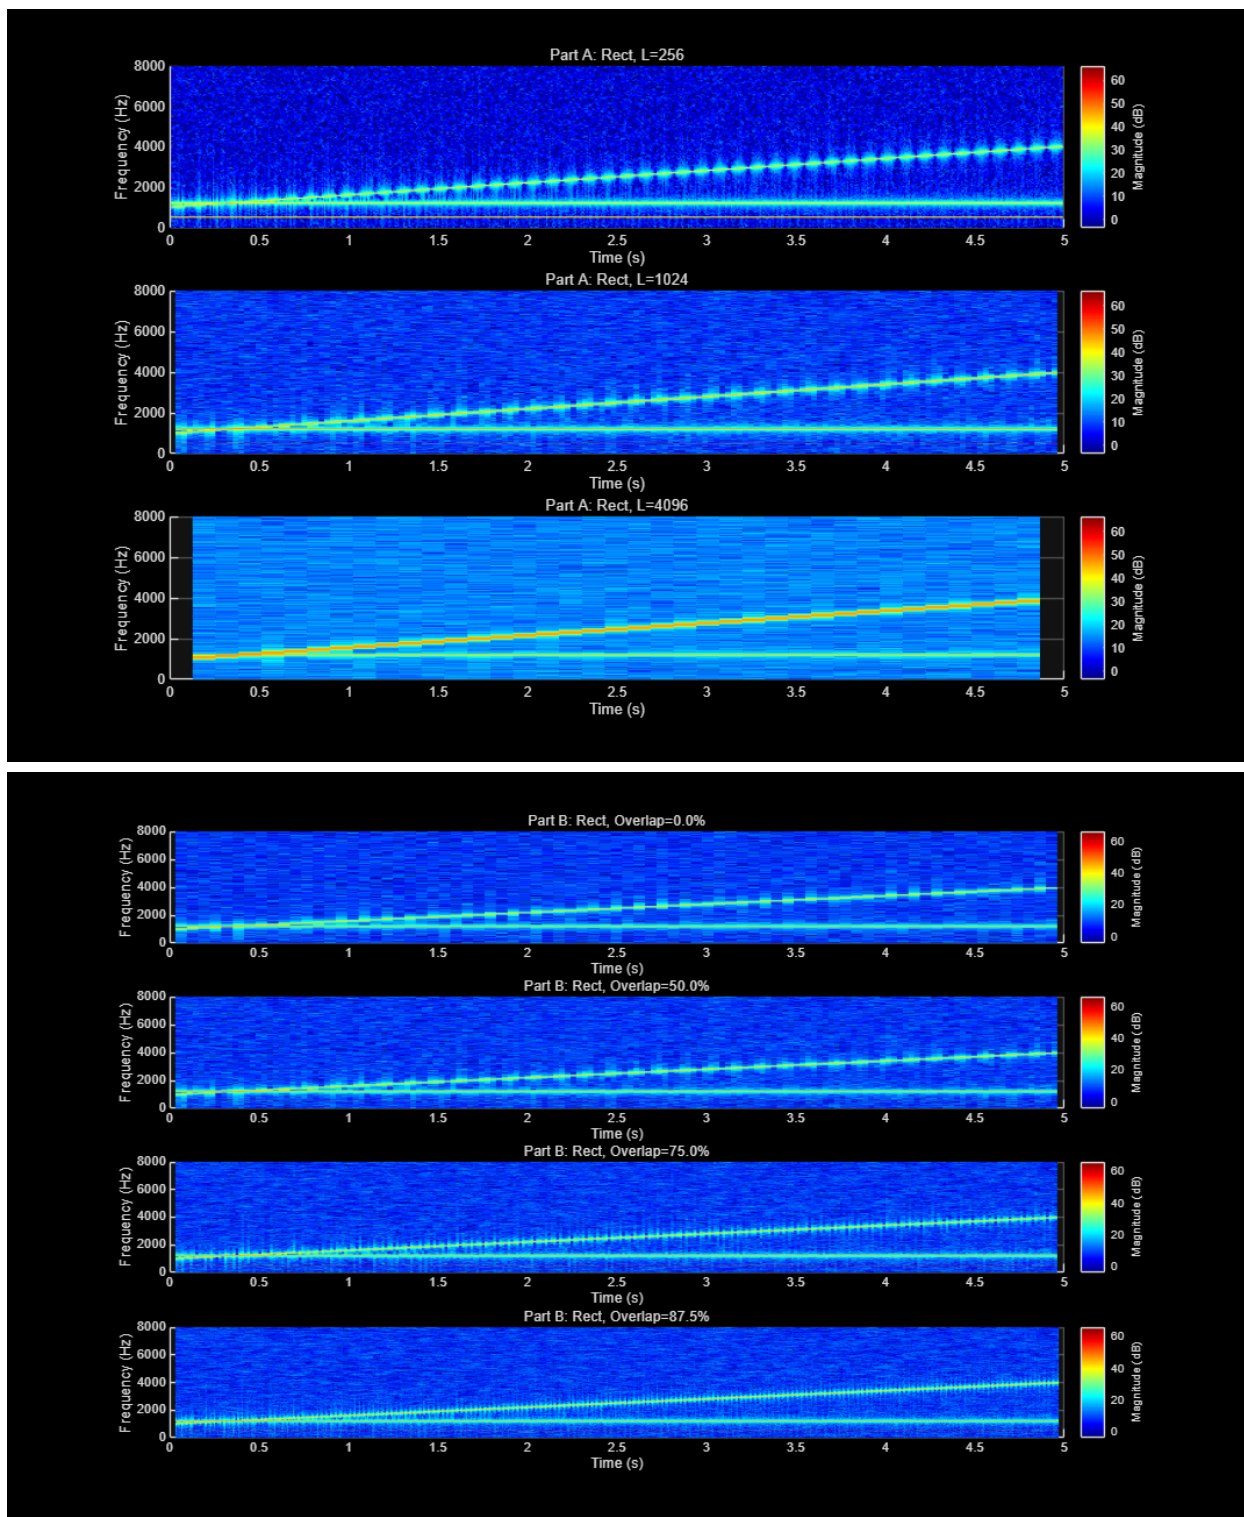 Part A: Rect, L=256
8000
6000
4000
2000
0
Frequency (Hz)
0 0.5 1 1.5 2 2.5 3 3.5 4 4.5 5
Time (s)
60
50
40
30
20
10
0
Magnitude (dB)
Part A: Rect, L=1024
8000
6000
4000
2000
0
Frequency (Hz)
0 0.5 1 1.5 2 2.5 3 3.5 4 4.5 5
Time (s)
60
50
40
30
20
10
0
Magnitude (dB)
Part A: Rect, L=4096
8000
6000
4000
2000
0
Frequency (Hz)
0 0.5 1 1.5 2 2.5 3 3.5 4 4.5 5
Time (s)
60
50
40
30
20
10
0
Magnitude (dB)
Part B: Rect, Overlap=0.0%
8000
6000
4000
2000
0
Frequency (Hz)
0 0.5 1 1.5 2 2.5 3 3.5 4 4.5 5
Time (s)
60
40
20
0
Magnitude (dB)
Part B: Rect, Overlap=50.0%
8000
6000
4000
2000
0
Frequency (Hz)
0 0.5 1 1.5 2 2.5 3 3.5 4 4.5 5
Time (s)
60
40
20
0
Magnitude (dB)
Part B: Rect, Overlap=75.0%
8000
6000
4000
2000
0
Frequency (Hz)
0 0.5 1 1.5 2 2.5 3 3.5 4 4.5 5
Time (s)
60
40
20
0
Magnitude (dB)
Part B: Rect, Overlap=87.5%
8000
6000
4000
2000
0
Frequency (Hz)
0 0.5 1 1.5 2 2.5 3 3.5 4 4.5 5
Time (s)
60
40
20
0
Magnitude (dB)